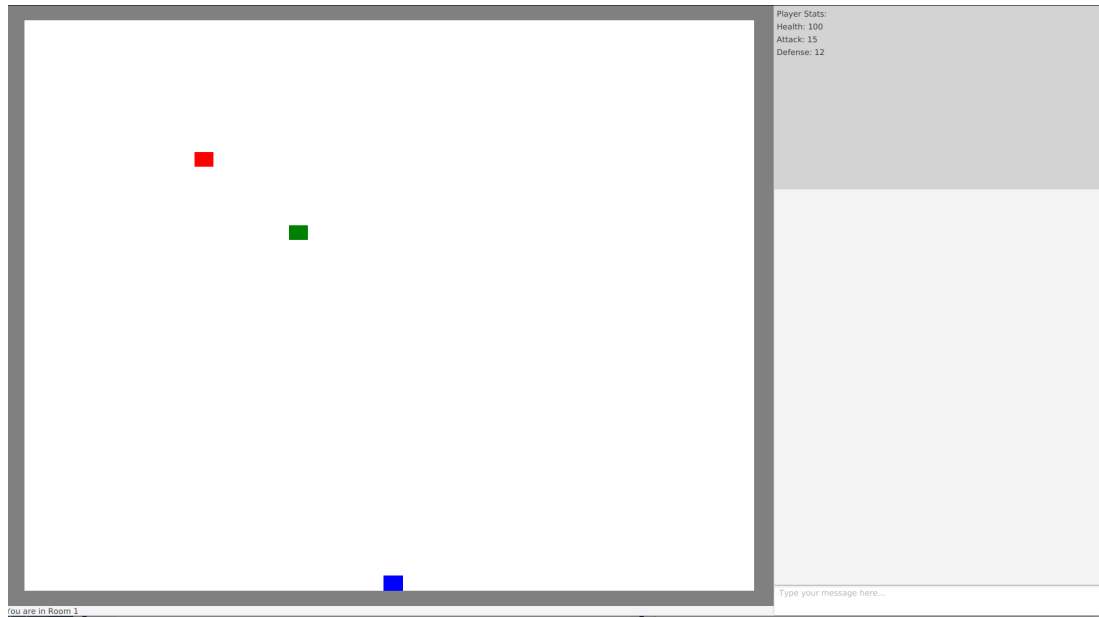 Player Stats:
Health: 100
Attack: 15
Defense: 12
Type your message here...
You are in Room 1